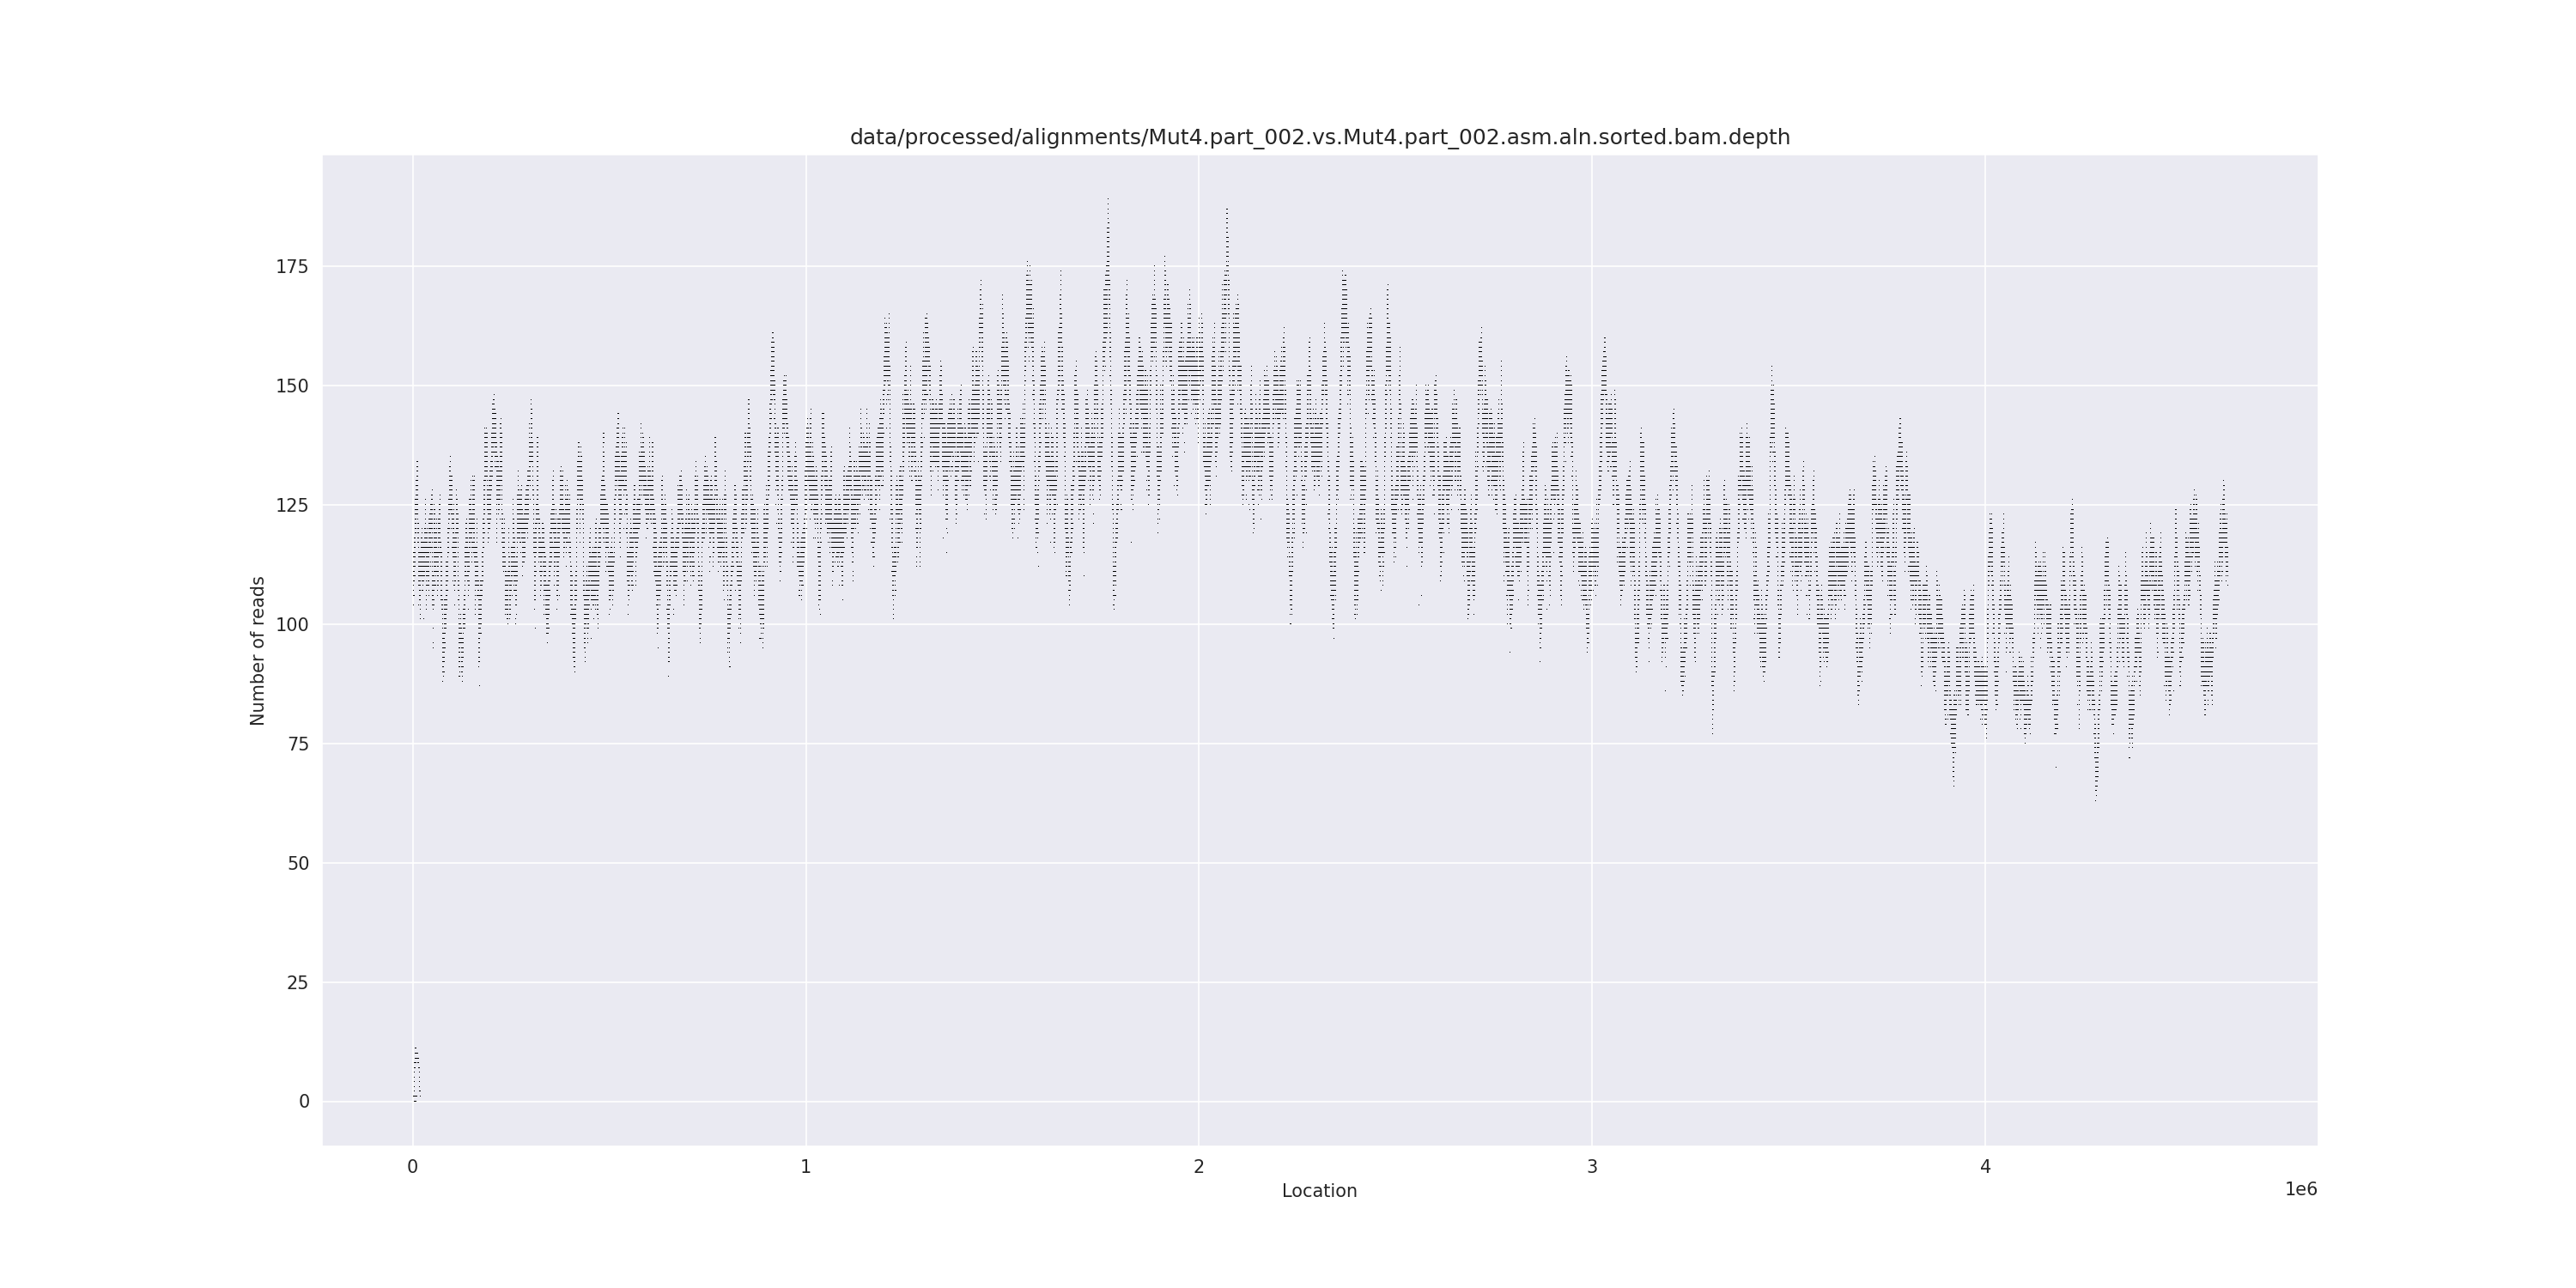 data/processed/alignments/Mut4.part_002.vs.Mut4.part_002.asm.aln.sorted.bam.depth
Number of reads
175
150
125
100
75
50
25
0
0 1 2 3 4
Location
1e6